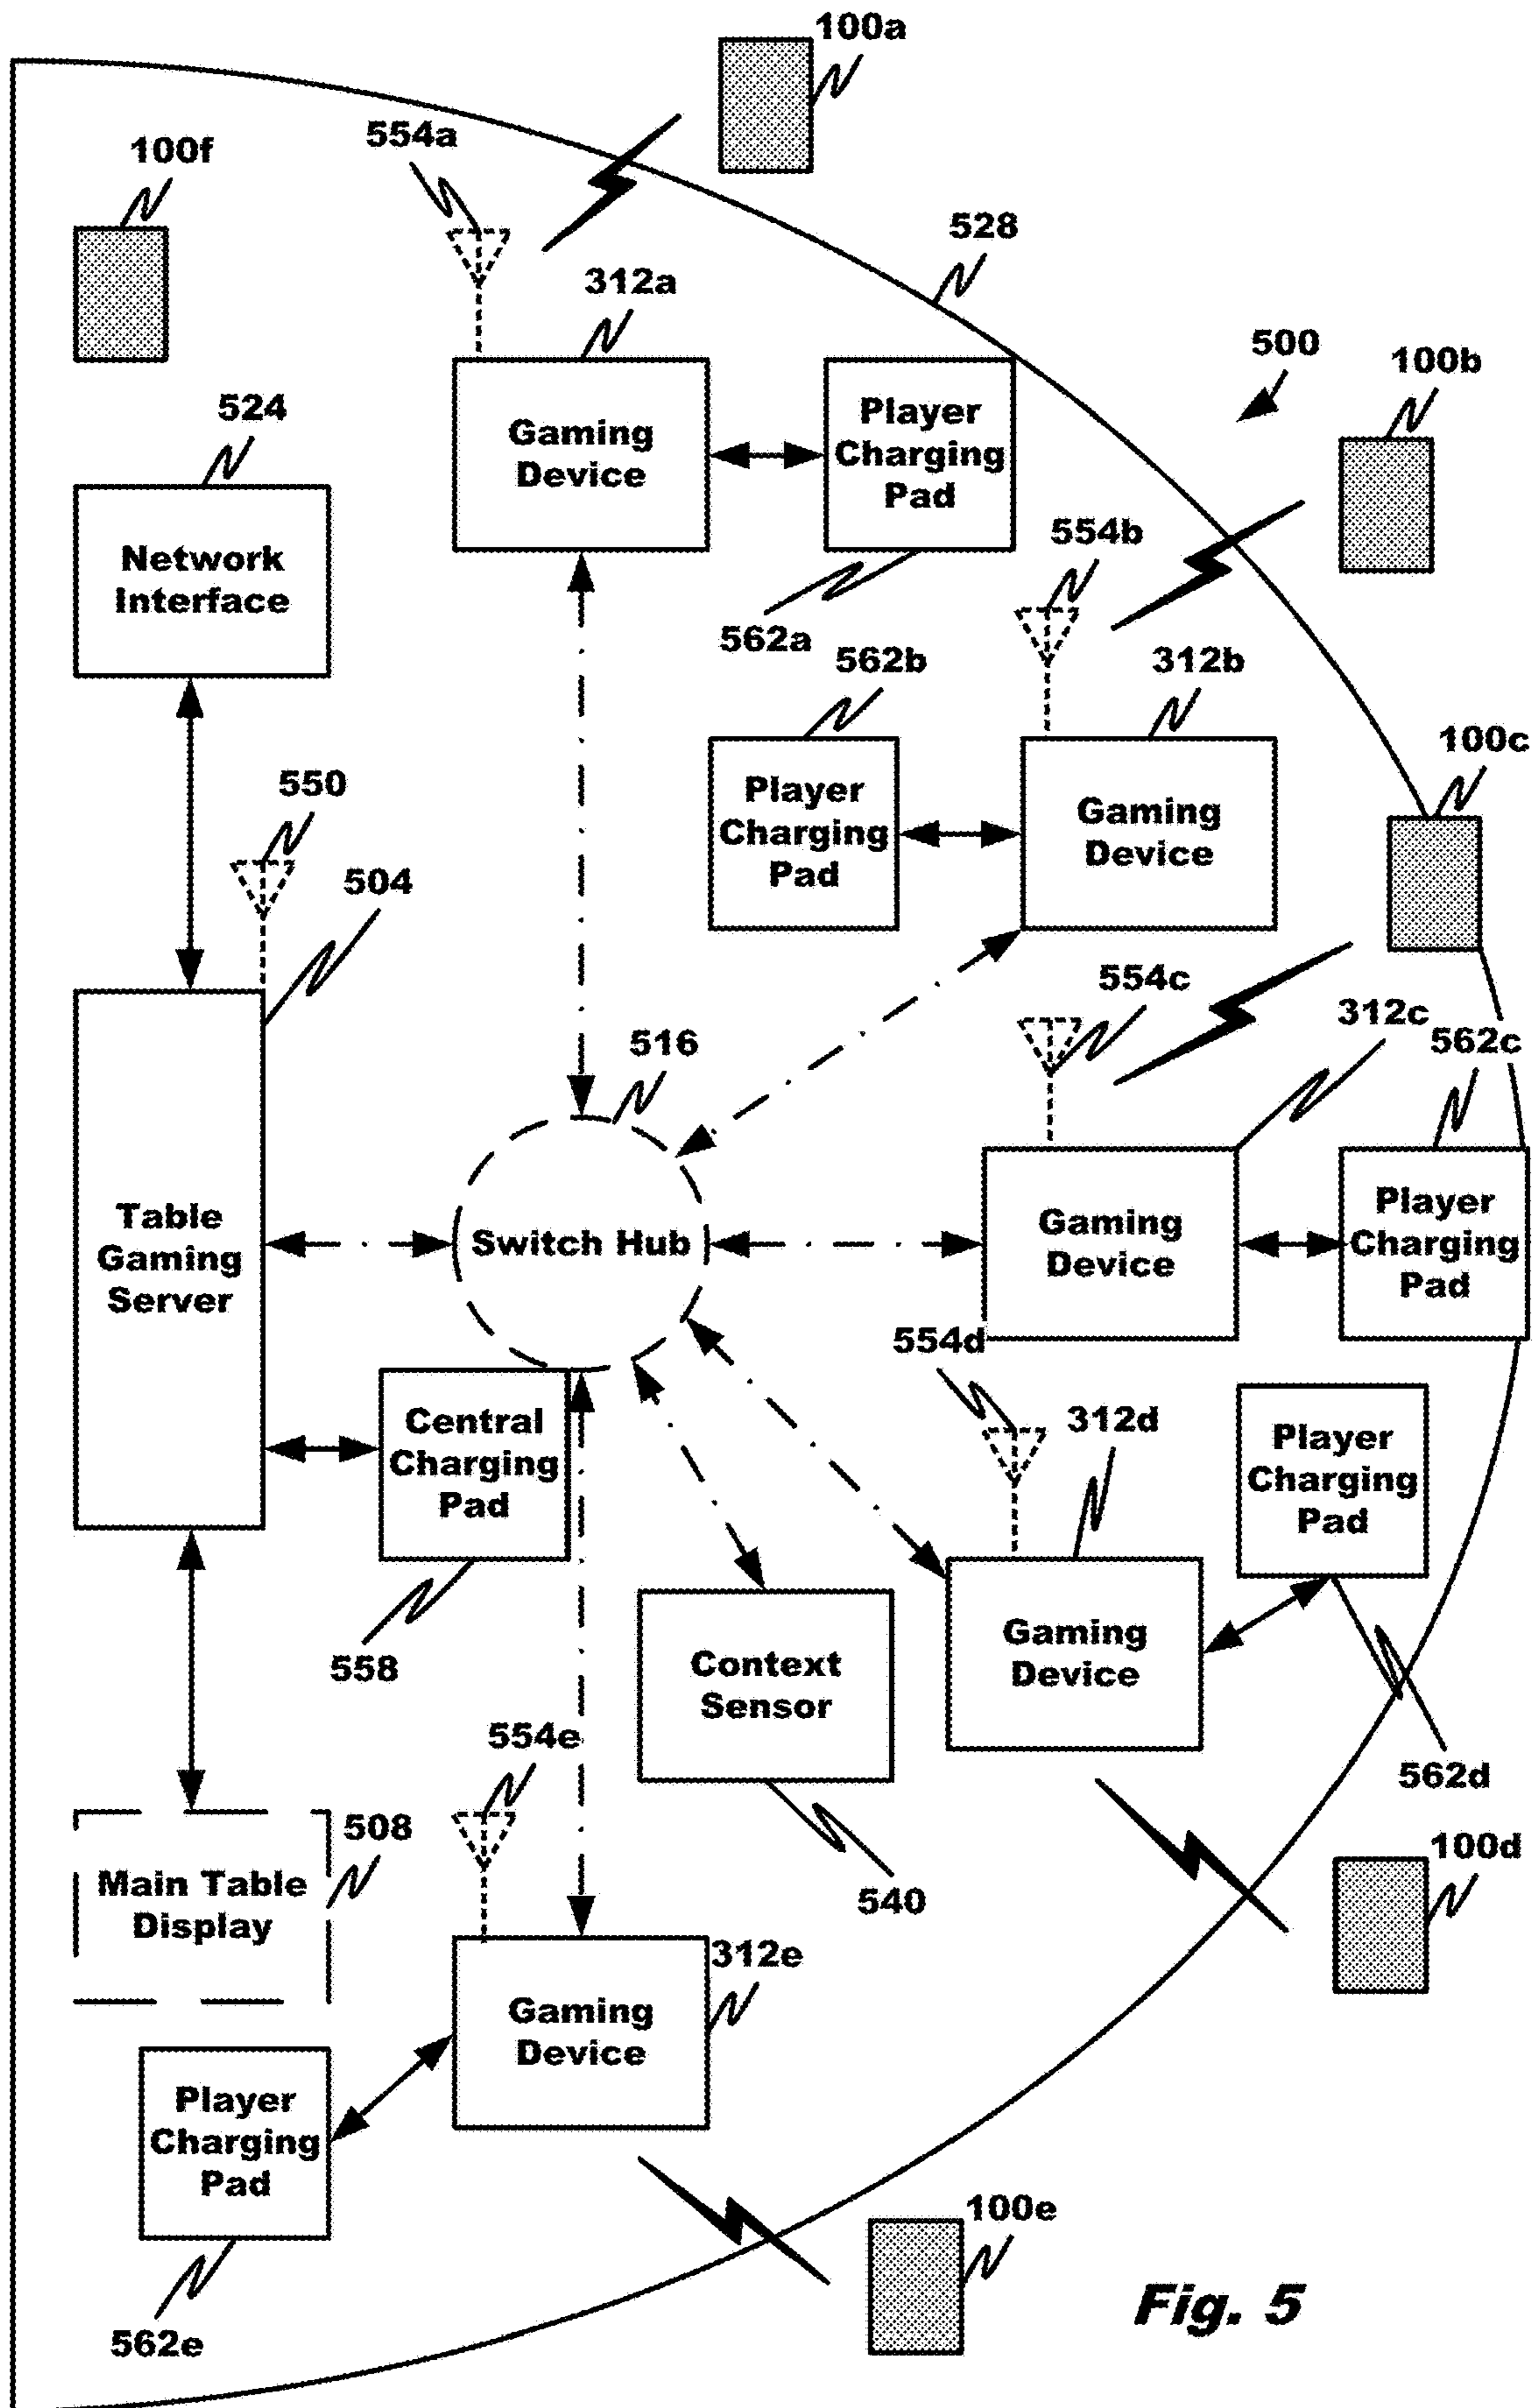 100a
554a
100f
528
312a
500
100b
524
Gaming
Device
Player
Charging
Pad
554b
Network
Interface
562a
562b
312b
100c
550
Player
Charging
Pad
Gaming
Device
504
554c
312c
562c
516
Table
Gaming
Server
Switch Hub
Gaming
Device
Player
Charging
Pad
554d
312d
Central
Charging
Pad
Player
Charging
Pad
558
Context
Sensor
Gaming
Device
554e
562d
508
Main Table
Display
540
100d
312e
Gaming
Device
Player
Charging
Pad
100e
562e
Fig. 5